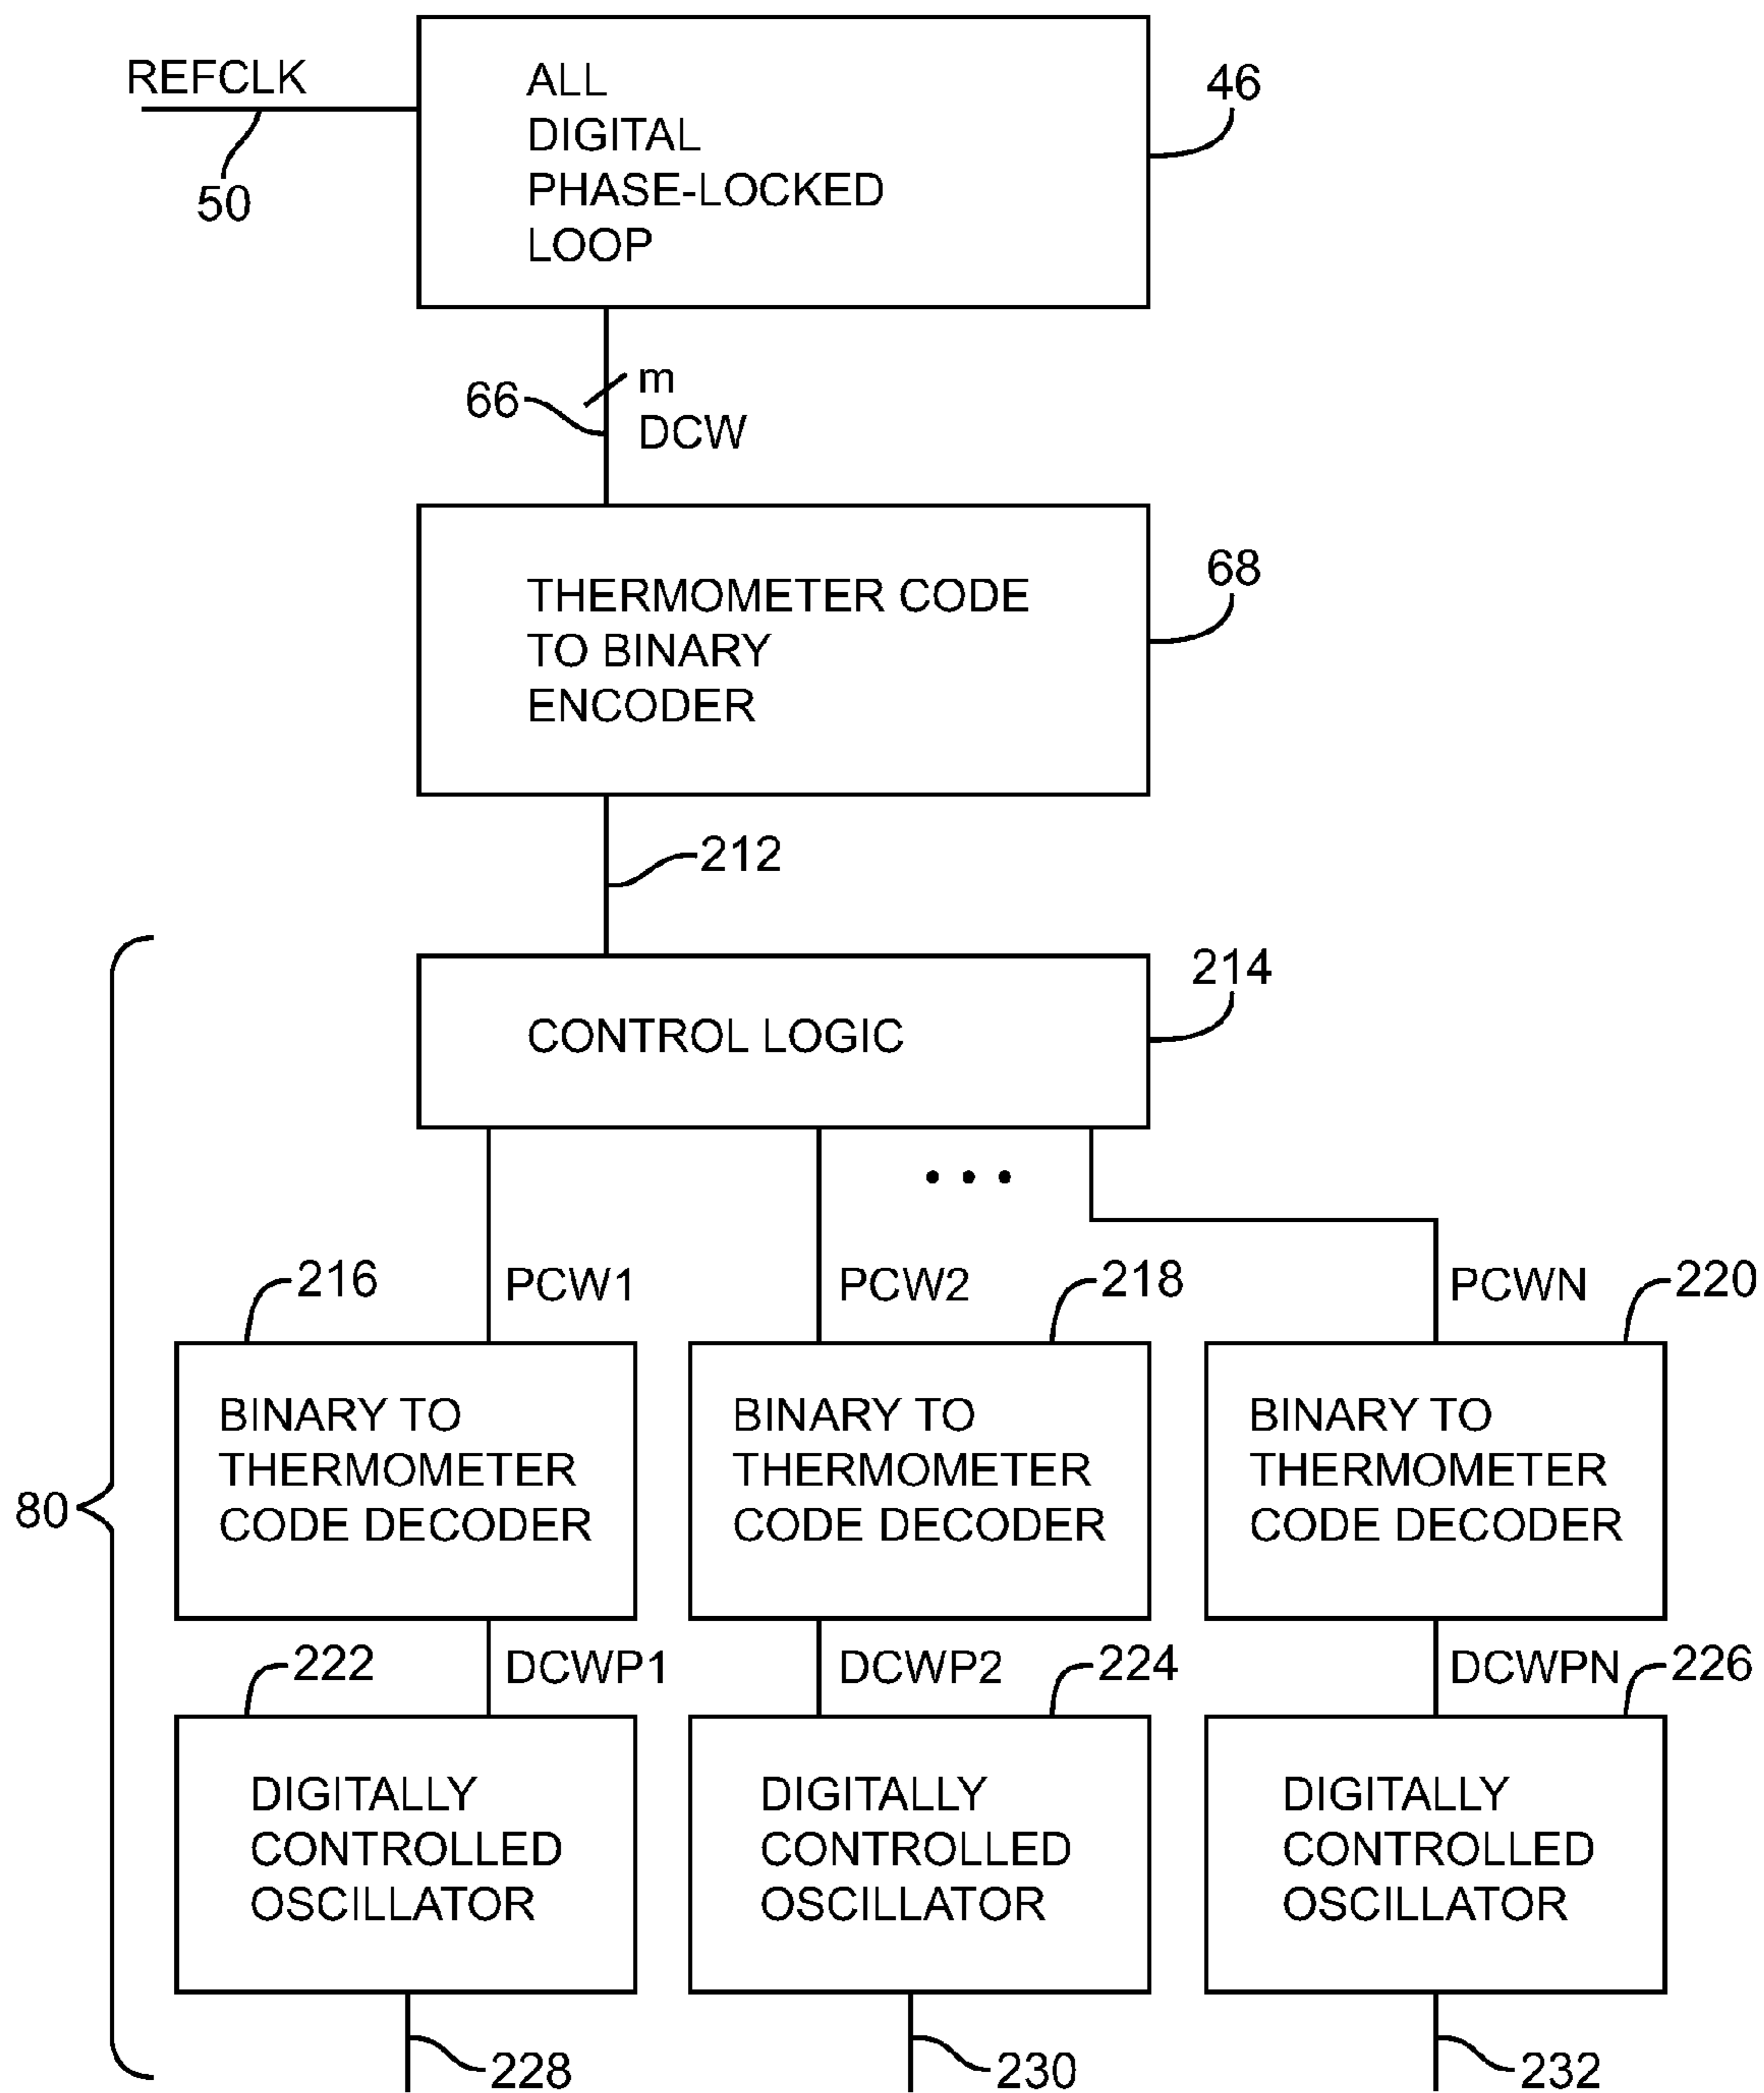 REFCLK
50
ALL
DIGITAL
PHASE-LOCKED
LOOP
46
66
m
DCW
THERMOMETER CODE
TO BINARY
ENCODER
68
212
CONTROL LOGIC
214
. . .
80
216
PCW1
PCW2
218
PCWN
220
BINARY TO
THERMOMETER
CODE DECODER
BINARY TO
THERMOMETER
CODE DECODER
BINARY TO
THERMOMETER
CODE DECODER
222
DCWP1
DCWP2
224
DCWPN
226
DIGITALLY
CONTROLLED
OSCILLATOR
DIGITALLY
CONTROLLED
OSCILLATOR
DIGITALLY
CONTROLLED
OSCILLATOR
228
230
232